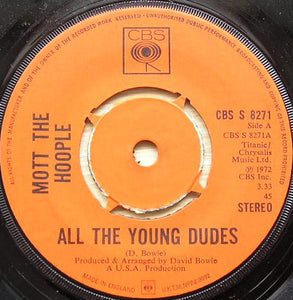 CBS
MOTT THE
HOOPLE
CBS S 8271
Side A
CBS S 8271A
Titanic/
Chrysalis
Music Ltd.
℗ 1972
CBS Inc.
3.33
45
STEREO
ALL THE YOUNG DUDES
(D. Bowie)
Produced & Arranged by David Bowie
A U.S.A. Production
MADE IN ENGLAND